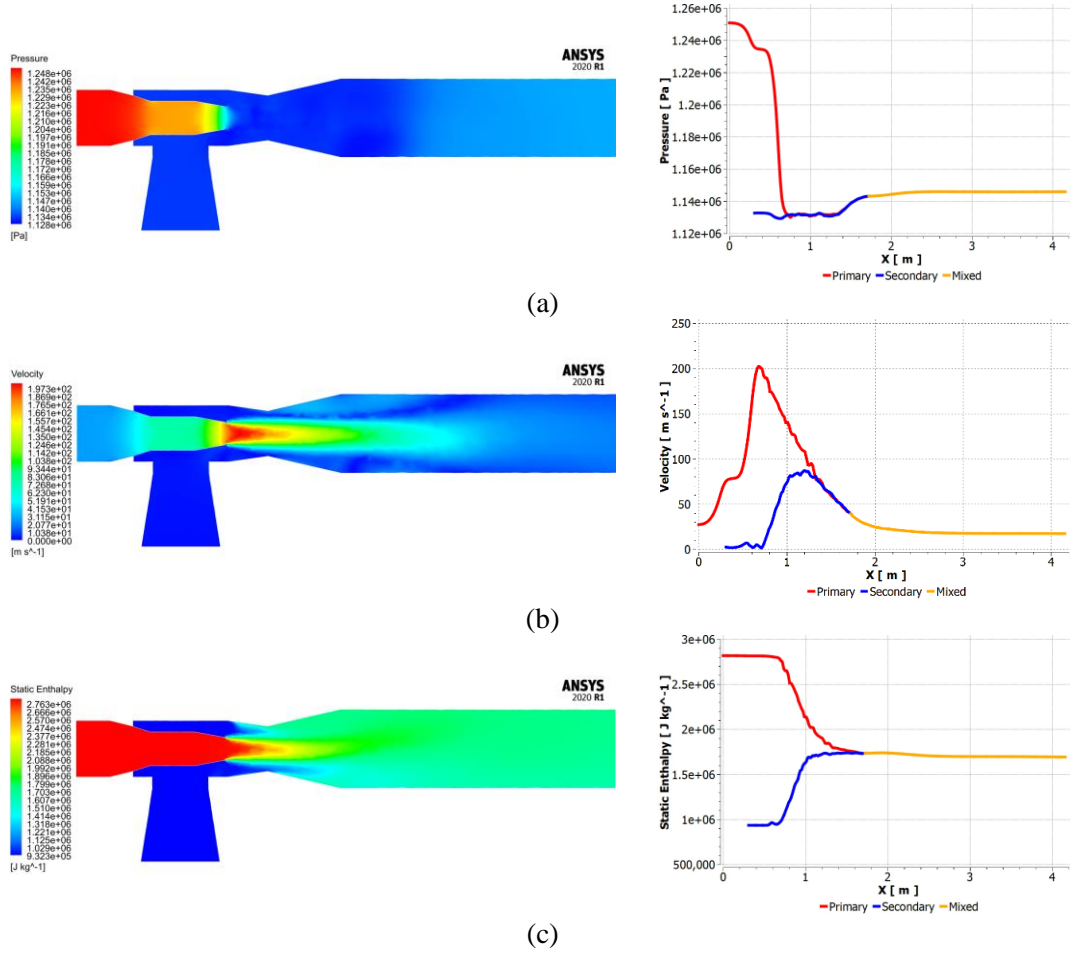 Pressure
1.248e+06
1.242e+06
1.235e+06
1.229e+06
1.223e+06
1.216e+06
1.210e+06
1.204e+06
1.197e+06
1.191e+06
1.185e+06
1.178e+06
1.172e+06
1.166e+06
1.159e+06
1.153e+06
1.147e+06
1.140e+06
1.134e+06
1.128e+06
[Pa]
ANSYS
2020 R1
Pressure [ Pa ]
1.26e+06
1.24e+06
1.22e+06
1.2e+06
1.18e+06
1.16e+06
1.14e+06
1.12e+06
0 1 2 3 4
X [ m ]
Primary Secondary Mixed
(a)
Velocity
1.973e+02
1.869e+02
1.765e+02
1.661e+02
1.557e+02
1.454e+02
1.350e+02
1.246e+02
1.142e+02
1.038e+02
9.344e+01
8.306e+01
7.268e+01
6.230e+01
5.191e+01
4.153e+01
3.115e+01
2.077e+01
1.038e+01
0.000e+00
[m s^-1]
ANSYS
2020 R1
Velocity [ m s^-1 ]
250
200
150
100
50
0
0 1 2 3 4
X [ m ]
Primary Secondary Mixed
(b)
Static Enthalpy
2.763e+06
2.666e+06
2.570e+06
2.474e+06
2.377e+06
2.281e+06
2.185e+06
2.088e+06
1.992e+06
1.896e+06
1.799e+06
1.703e+06
1.607e+06
1.510e+06
1.414e+06
1.318e+06
1.221e+06
1.125e+06
1.029e+06
9.323e+05
[J kg^-1]
ANSYS
2020 R1
Static Enthalpy [ J kg^-1 ]
3e+06
2.5e+06
2e+06
1.5e+06
1e+06
500,000
0 1 2 3 4
X [ m ]
Primary Secondary Mixed
(c)